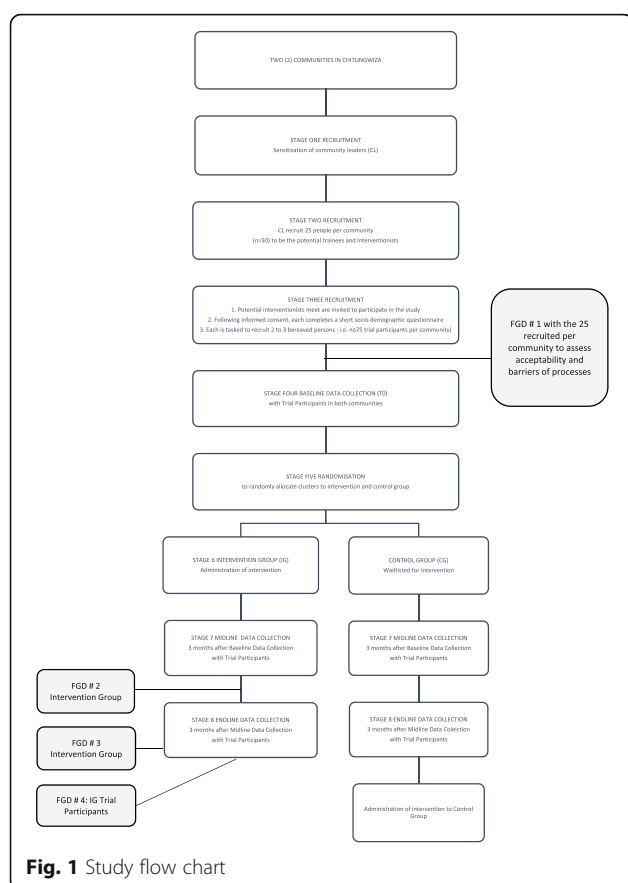 TWO (2) COMMUNITIES IN CHITUNGWIZA
STAGE ONE RECRUITMENT
Sensitisation of community leaders (CL)
STAGE TWO RECRUITMENT
CL recruit 25 people per community
(n=50) to be the potential trainees and interventionists
STAGE THREE RECRUITMENT
1. Potential interventionists meet are invited to participate in the study
2. Following informed consent, each completes a short socio-demographic questionnaire
3. Each is tasked to recruit 2 to 3 bereaved persons : i.e. n≤75 trial participants per community)
FGD # 1 with the 25
recruited per
community to assess
acceptability and
barriers of processes
STAGE FOUR BASELINE DATA COLLECTION (T0)
with Trial Participants in both communities
STAGE FIVE RANDOMISATION
to randomly allocate clusters to intervention and control group
STAGE 6 INTERVENTION GROUP (IG)
Administration of intervention
CONTROL GROUP (CG)
Waitlisted for Intervention
STAGE 7 MIDLINE DATA COLLECTION
3 months after Baseline Data Collection
with Trial Participants
STAGE 7 MIDLINE DATA COLLECTION
3 months after Baseline Data Collection
with Trial Participants
FGD # 2
Intervention Group
STAGE 8 ENDLINE DATA COLLECTION
3 months after Midline Data Collection
with Trial Participants
STAGE 8 ENDLINE DATA COLLECTION
3 months after Midline Data Colelction
with Trial Participants
FGD # 3
Intervention Group
FGD # 4: IG Trial
Participants
Administration of intervention to Control
Group
Fig. 1 Study flow chart